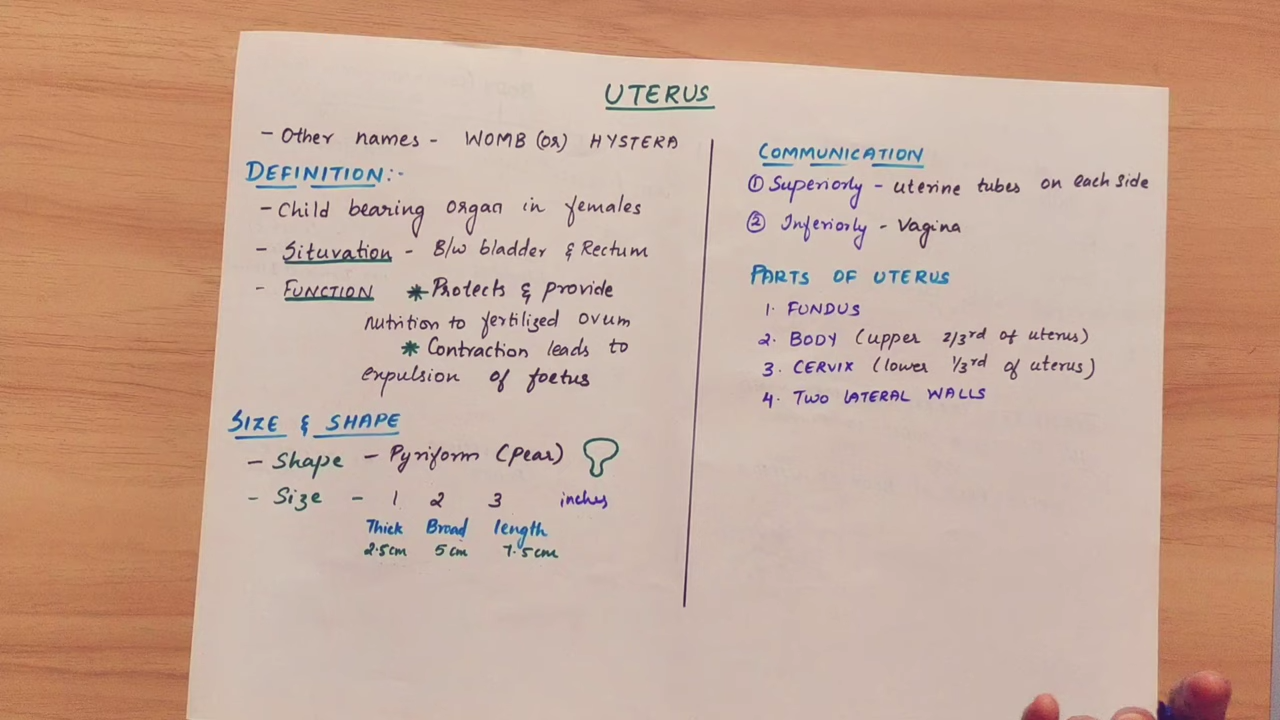 UTERUS
- Other names - WOMB (or) HYSTERA
DEFINITION:-
- Child bearing organ in females
- Situvation - B/w bladder & Rectum
- FUNCTION * Protects & provide
nutrition to fertilized ovum
* Contraction leads to
expulsion of foetus
SIZE & SHAPE
- Shape - Pyriform (Pear)
- Size - 1 2 3 inches
Thick Broad length
2.5cm 5cm 7.5cm
COMMUNICATION
① Superiorly - uterine tubes on each side
② Inferiorly - Vagina
PARTS OF UTERUS
1. FUNDUS
2. BODY (upper 2/3rd of uterus)
3. CERVIX (lower 1/3rd of uterus)
4. TWO LATERAL WALLS